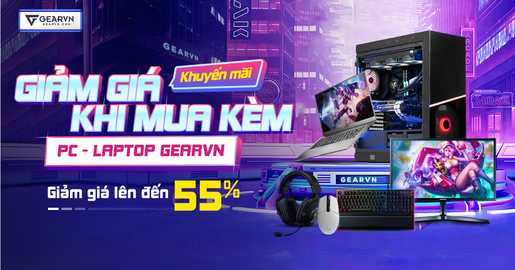 GEARVN
GEARVN.COM
Khuyến mãi
GIẢM GIÁ
KHI MUA KÈM
PC - LAPTOP GEARVN
Giảm giá lên đến 55%
GEARVN
ARCADE